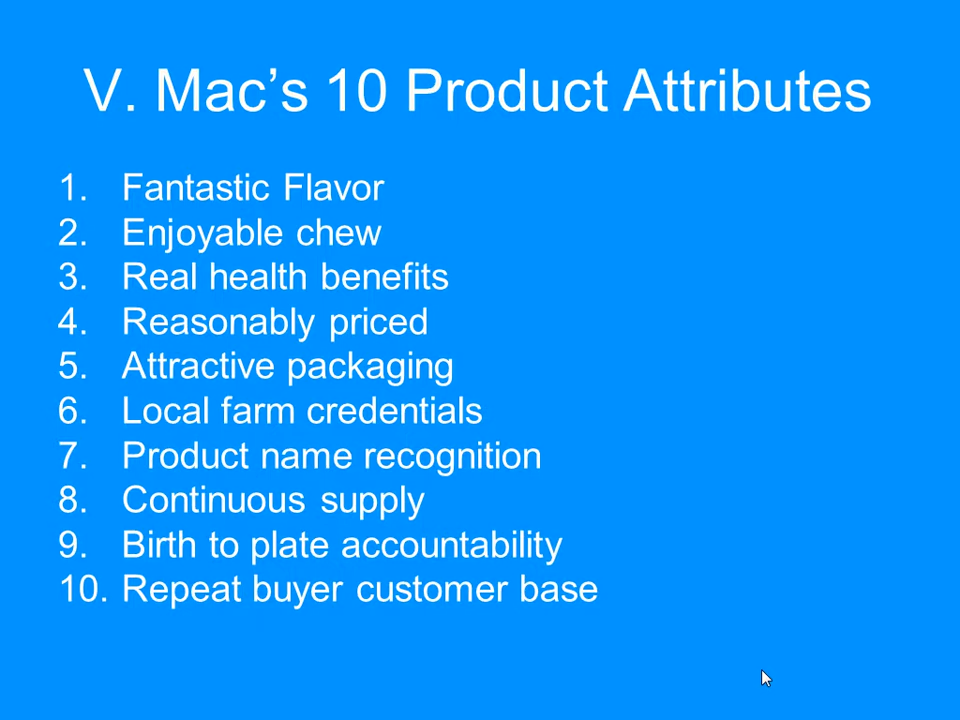 V. Mac’s 10 Product Attributes
1. Fantastic Flavor
2. Enjoyable chew
3. Real health benefits
4. Reasonably priced
5. Attractive packaging
6. Local farm credentials
7. Product name recognition
8. Continuous supply
9. Birth to plate accountability
10. Repeat buyer customer base